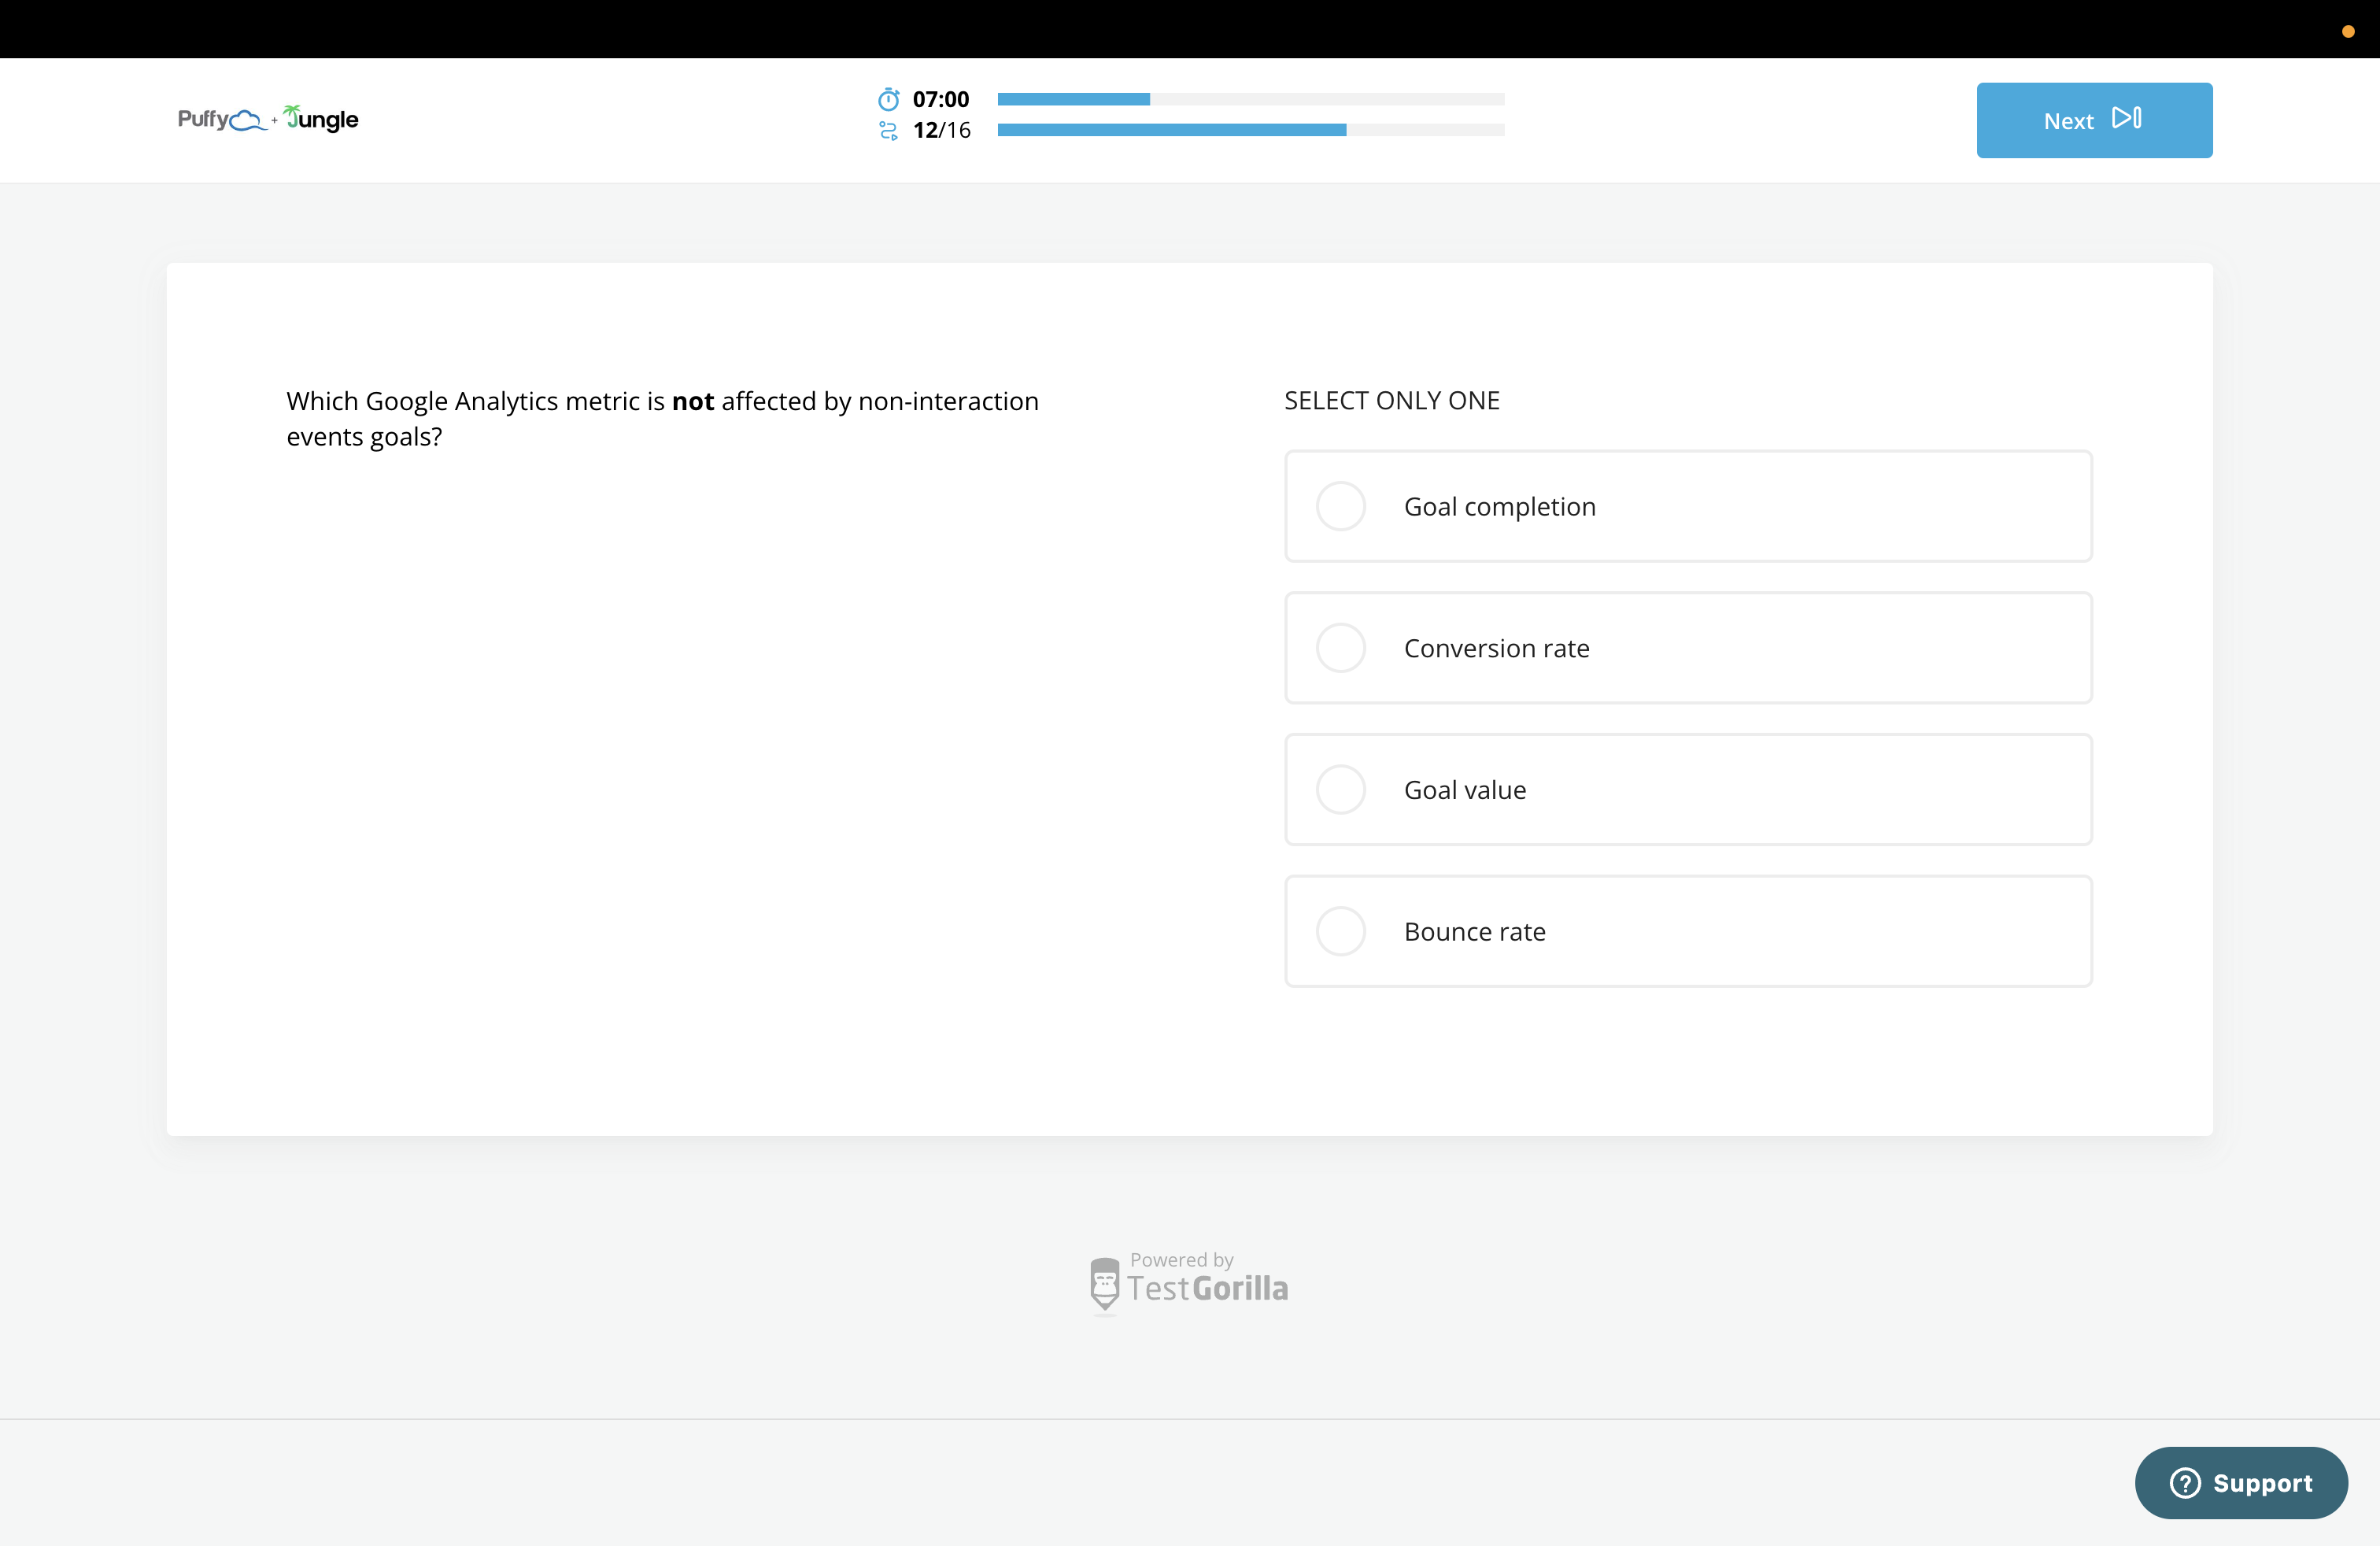 Puffy + Jungle
07:00
12/16
Next
Which Google Analytics metric is not affected by non-interaction
events goals?
SELECT ONLY ONE
Goal completion
Conversion rate
Goal value
Bounce rate
Powered by
TestGorilla
Support